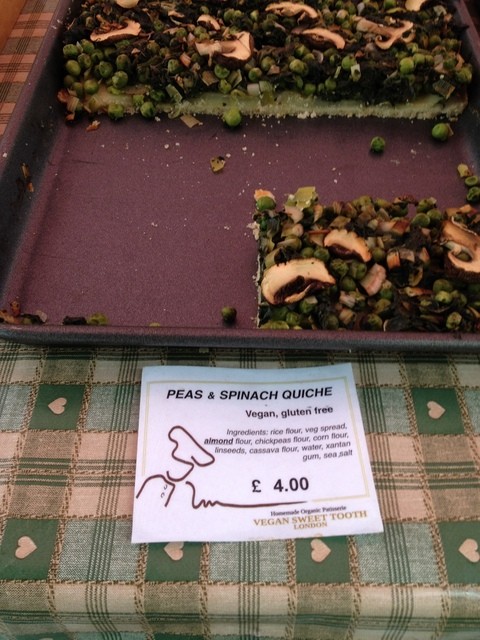 PEAS & SPINACH QUICHE
Vegan, gluten free
Ingredients: rice flour, veg spread,
almond flour, chickpeas flour, corn flour,
linseeds, cassava flour, water, xantan
gum, sea salt
£ 4.00
Homemade Organic Patisserie
VEGAN SWEET TOOTH
LONDON